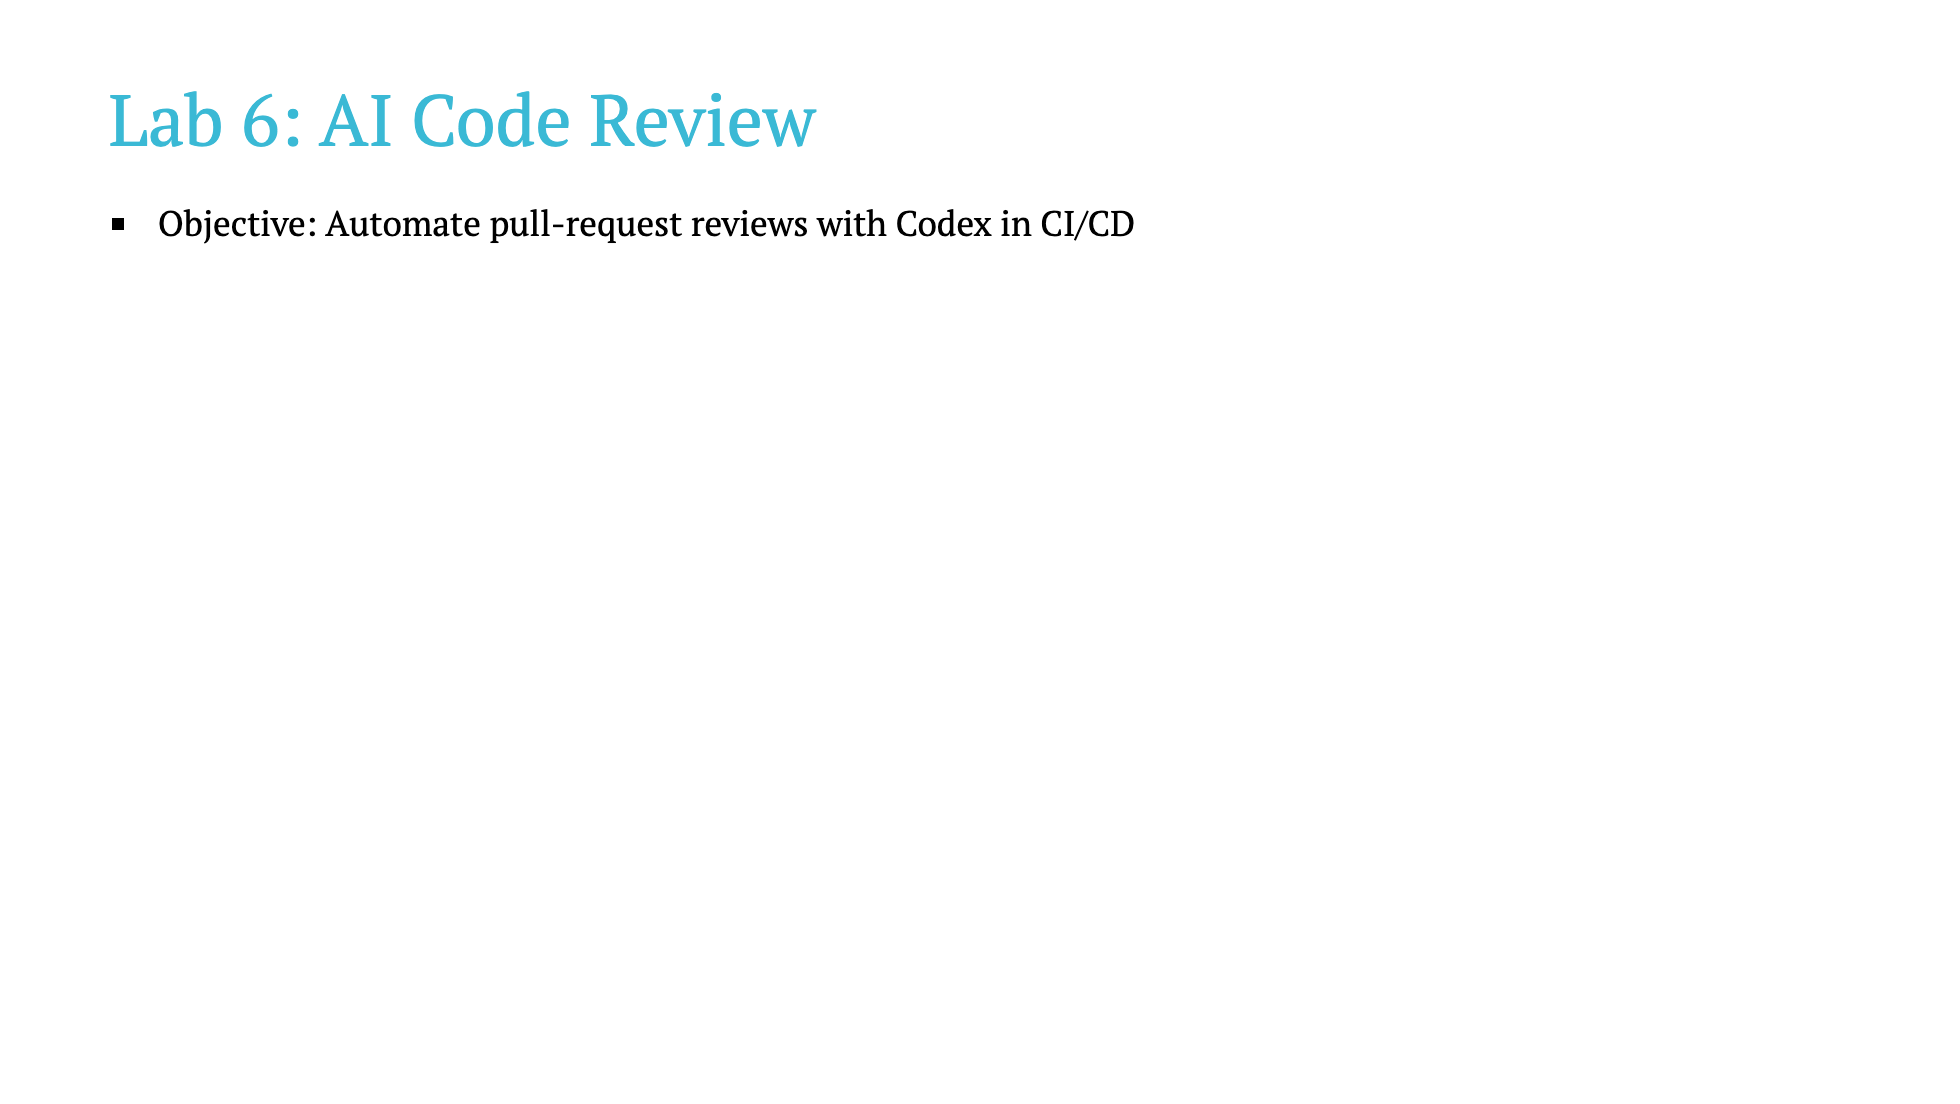 Lab 6: AI Code Review
▪ Objective: Automate pull-request reviews with Codex in CI/CD